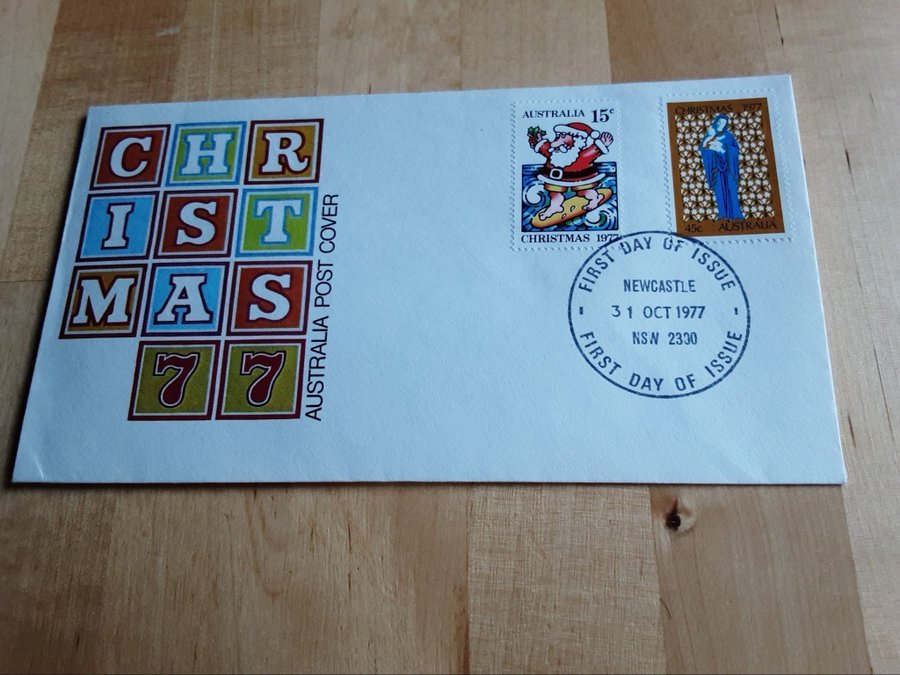 CHR
IST
MAS
77
AUSTRALIA POST COVER
AUSTRALIA 15c
CHRISTMAS 1977
CHRISTMAS 1977
45c AUSTRALIA
FIRST DAY OF ISSUE
NEWCASTLE
31 OCT 1977
NSW 2300
FIRST DAY OF ISSUE